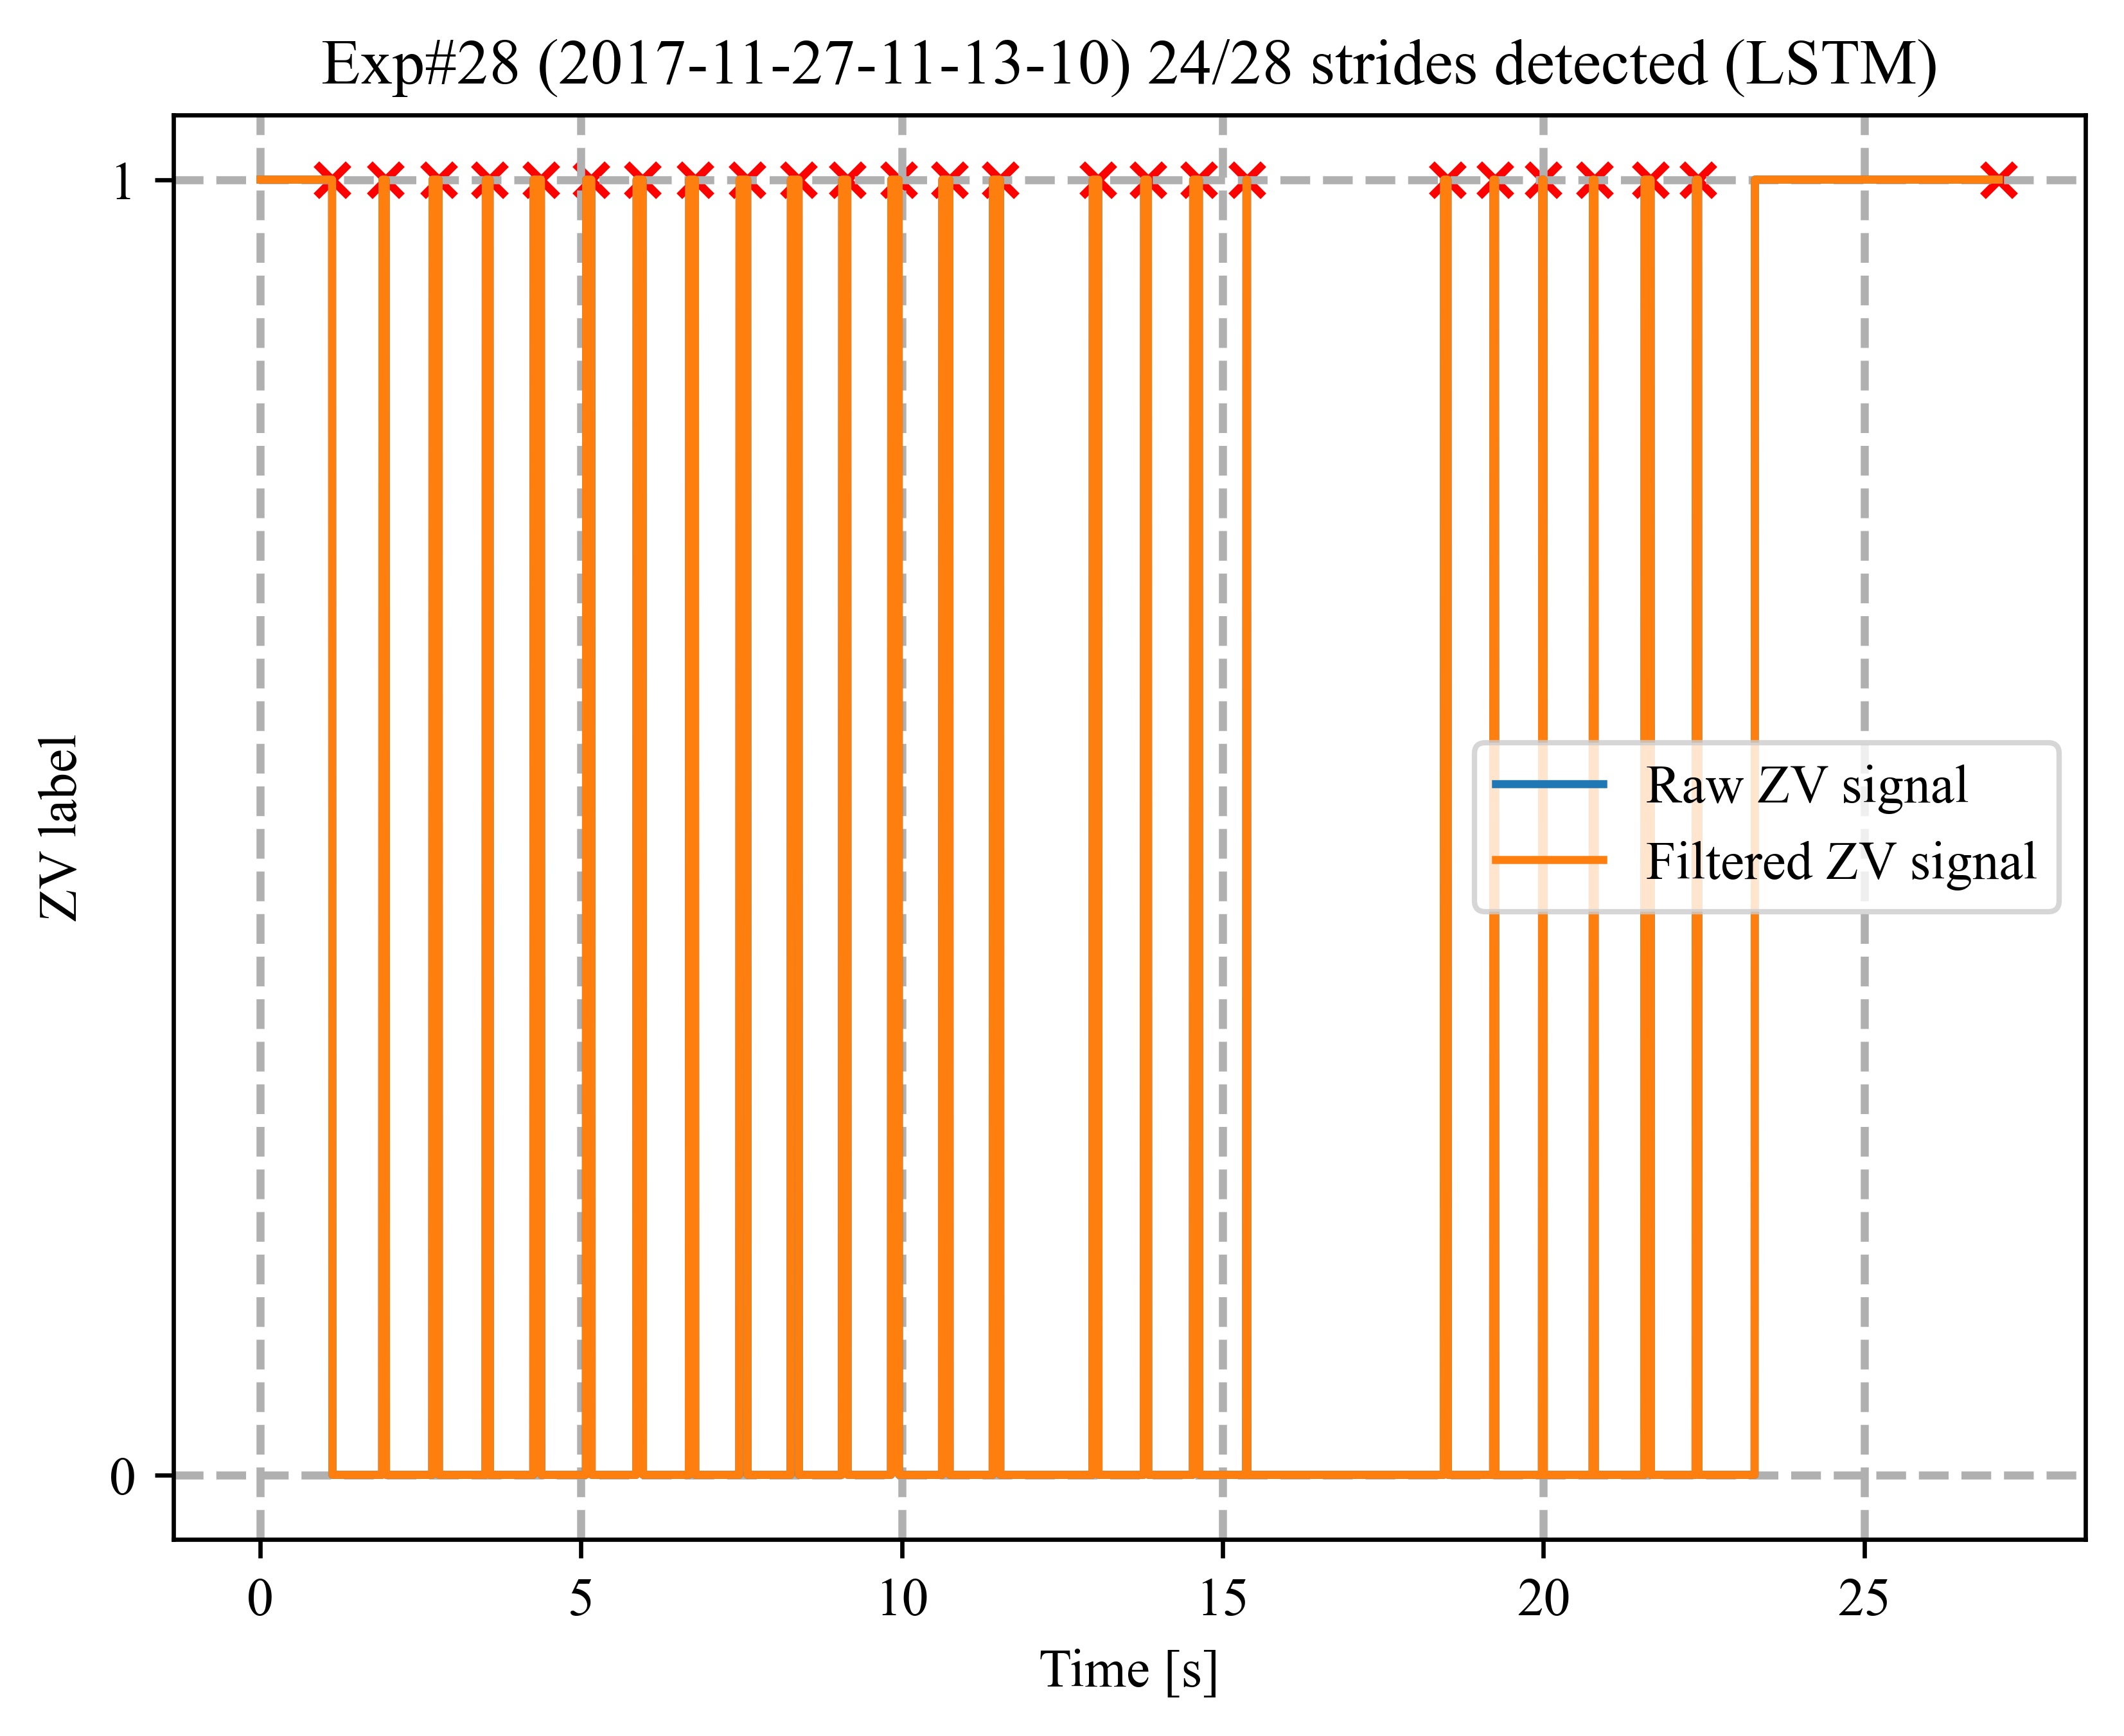 Exp#28 (2017-11-27-11-13-10) 24/28 strides detected (LSTM)
1
ZV label
Raw ZV signal
Filtered ZV signal
0
0 5 10 15 20 25
Time [s]